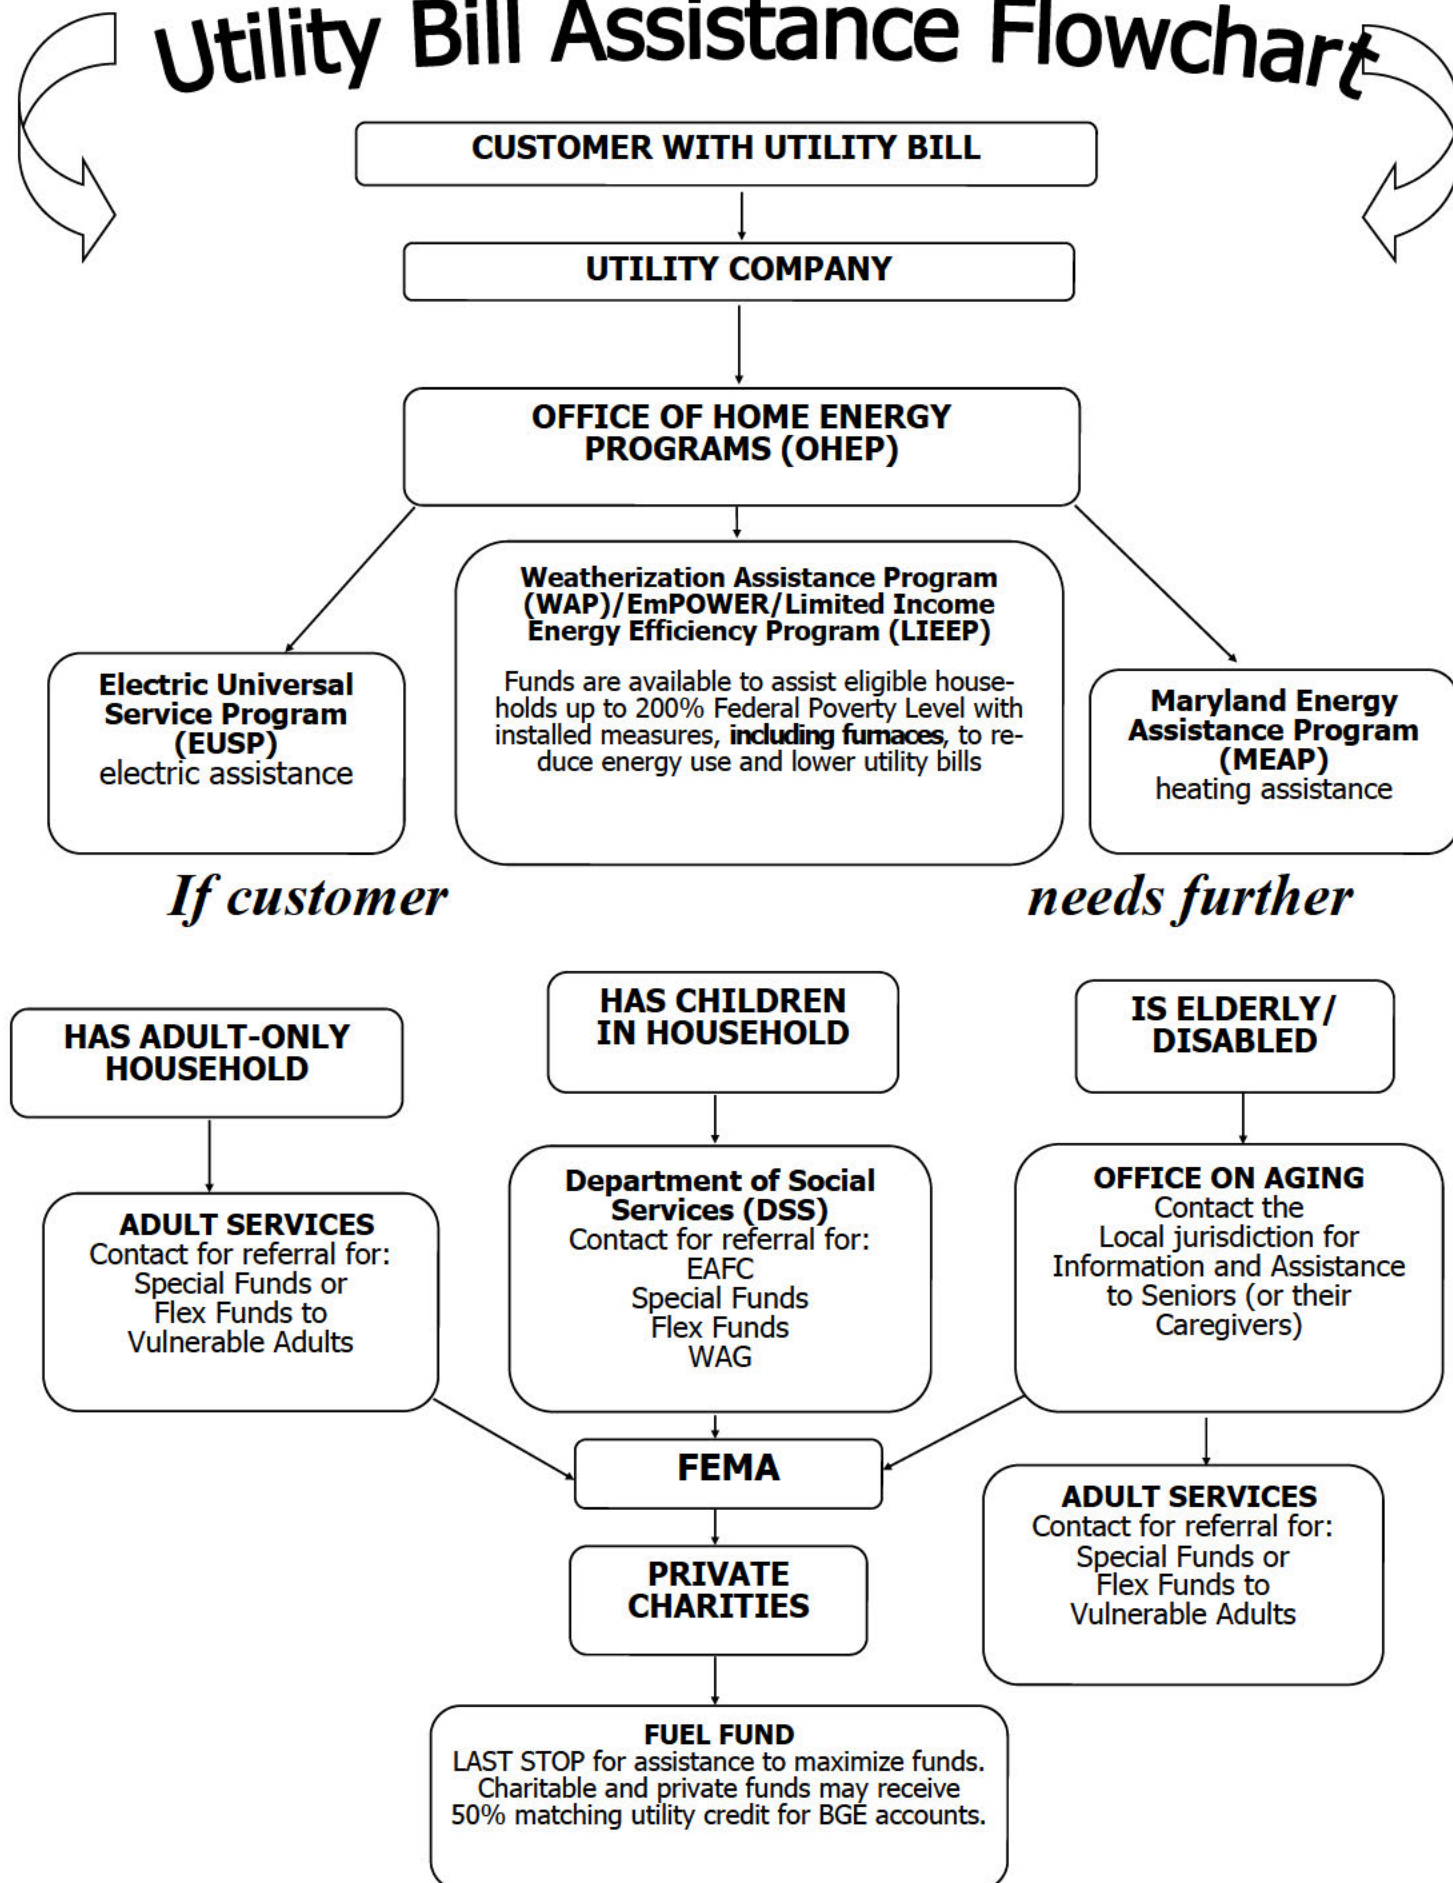 Utility Bill Assistance Flowchart
CUSTOMER WITH UTILITY BILL
UTILITY COMPANY
OFFICE OF HOME ENERGY
PROGRAMS (OHEP)
Electric Universal
Service Program
(EUSP)
electric assistance
Weatherization Assistance Program
(WAP)/EmPOWER/Limited Income
Energy Efficiency Program (LIEEP)
Funds are available to assist eligible house-
holds up to 200% Federal Poverty Level with
installed measures, including furnaces, to re-
duce energy use and lower utility bills
Maryland Energy
Assistance Program
(MEAP)
heating assistance
If customer
needs further
HAS ADULT-ONLY
HOUSEHOLD
HAS CHILDREN
IN HOUSEHOLD
IS ELDERLY/
DISABLED
ADULT SERVICES
Contact for referral for:
Special Funds or
Flex Funds to
Vulnerable Adults
Department of Social
Services (DSS)
Contact for referral for:
EAFC
Special Funds
Flex Funds
WAG
OFFICE ON AGING
Contact the
Local jurisdiction for
Information and Assistance
to Seniors (or their
Caregivers)
FEMA
ADULT SERVICES
Contact for referral for:
Special Funds or
Flex Funds to
Vulnerable Adults
PRIVATE
CHARITIES
FUEL FUND
LAST STOP for assistance to maximize funds.
Charitable and private funds may receive
50% matching utility credit for BGE accounts.